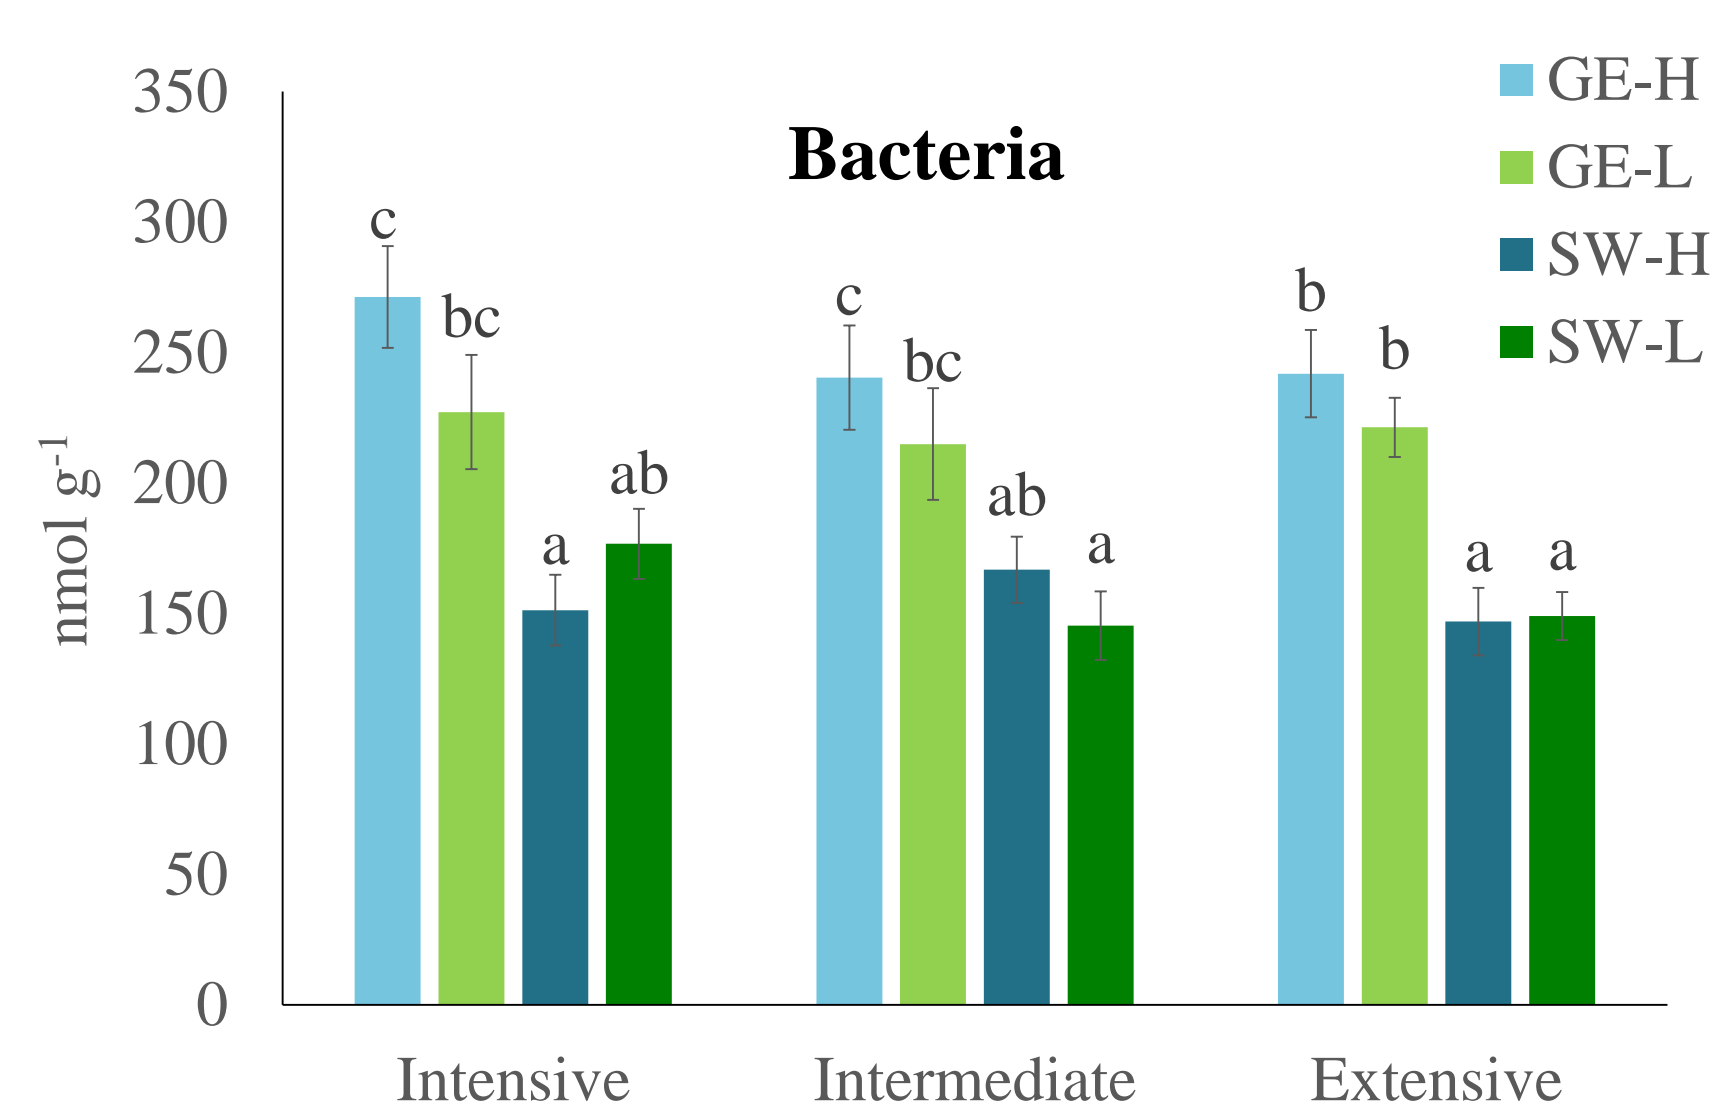 Bacteria
GE-H
GE-L
SW-H
SW-L
350
300
250
200
150
100
50
0
nmol g⁻¹
c
bc
a
ab
c
bc
ab
a
b
b
a
a
Intensive
Intermediate
Extensive